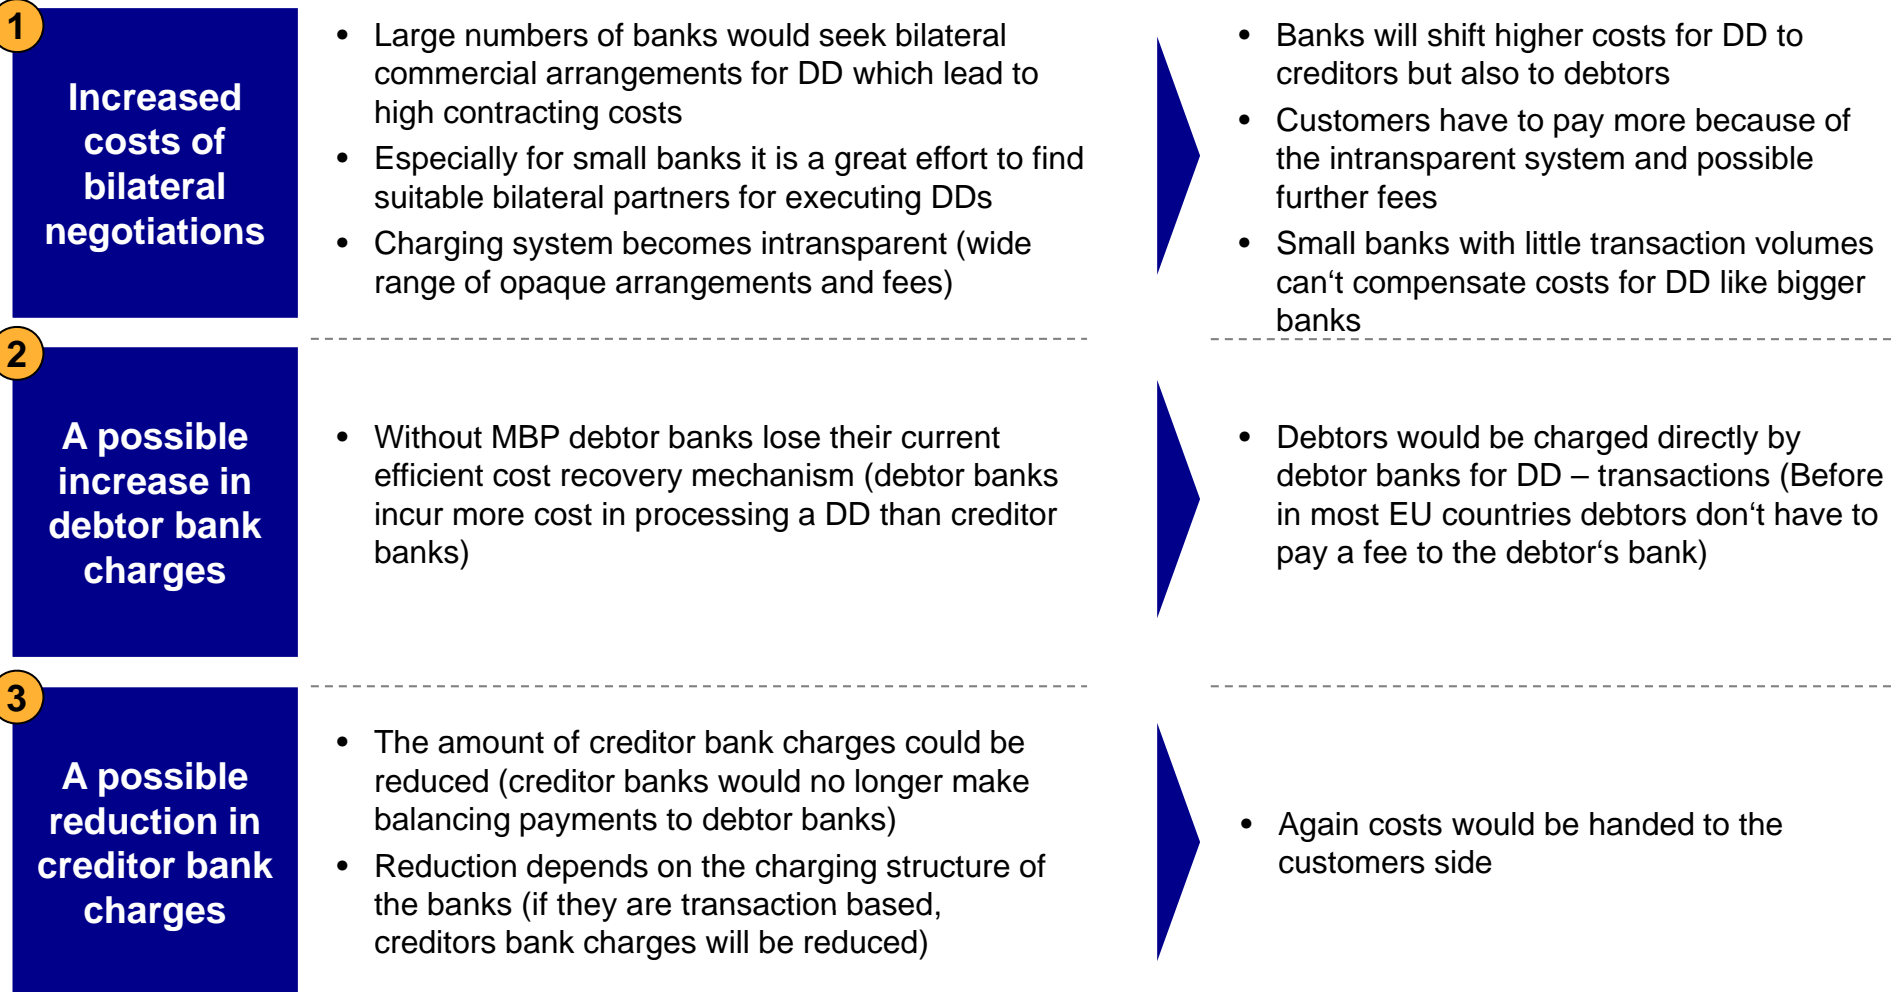 1
Increased
costs of
bilateral
negotiations
• Large numbers of banks would seek bilateral
commercial arrangements for DD which lead to
high contracting costs
• Especially for small banks it is a great effort to find
suitable bilateral partners for executing DDs
• Charging system becomes intransparent (wide
range of opaque arrangements and fees)
• Banks will shift higher costs for DD to
creditors but also to debtors
• Customers have to pay more because of
the intransparent system and possible
further fees
• Small banks with little transaction volumes
can‘t compensate costs for DD like bigger
banks
2
A possible
increase in
debtor bank
charges
• Without MBP debtor banks lose their current
efficient cost recovery mechanism (debtor banks
incur more cost in processing a DD than creditor
banks)
• Debtors would be charged directly by
debtor banks for DD – transactions (Before
in most EU countries debtors don‘t have to
pay a fee to the debtor‘s bank)
3
A possible
reduction in
creditor bank
charges
• The amount of creditor bank charges could be
reduced (creditor banks would no longer make
balancing payments to debtor banks)
• Reduction depends on the charging structure of
the banks (if they are transaction based,
creditors bank charges will be reduced)
• Again costs would be handed to the
customers side